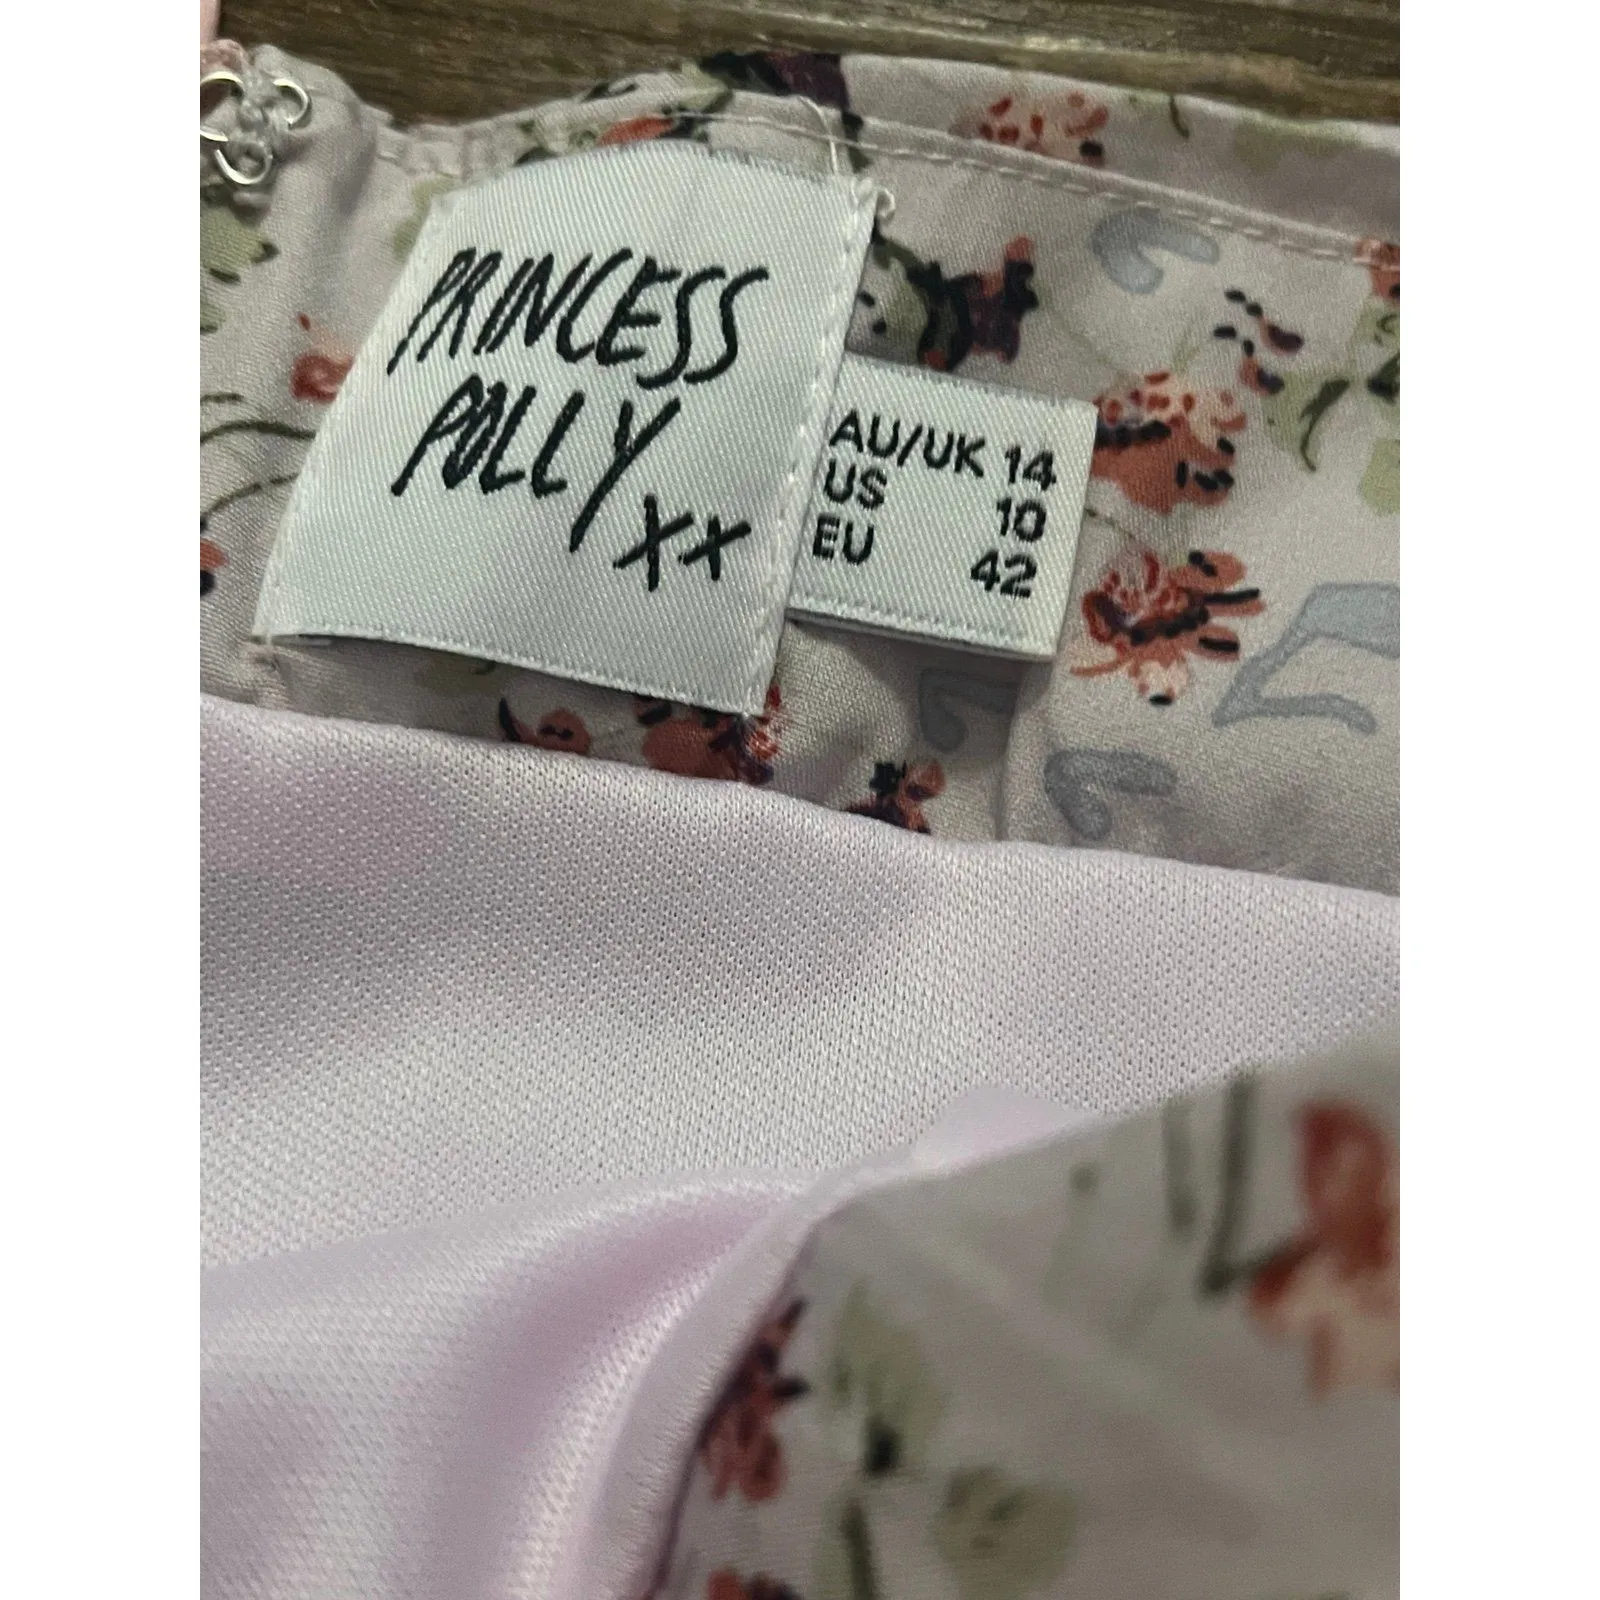 PRINCESS
POLLY
xx
AU/UK 14
US 10
EU 42